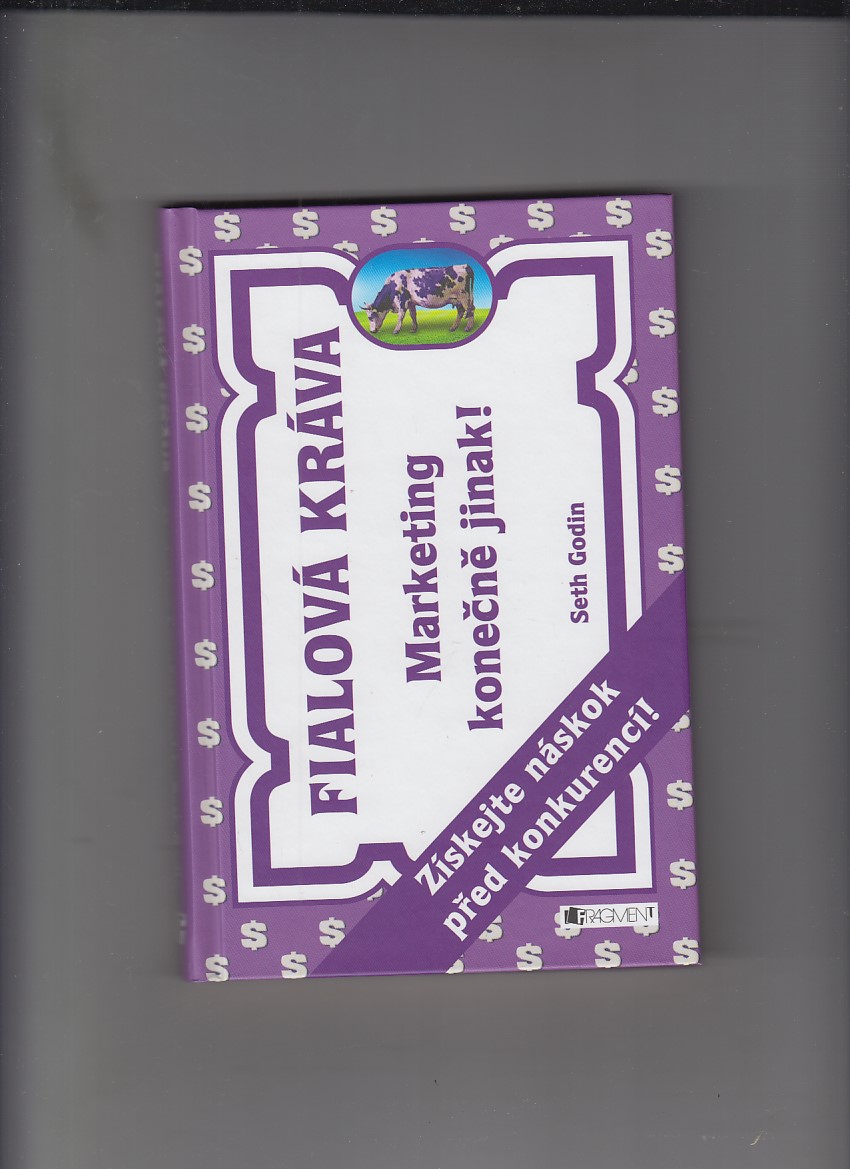 FIALOVÁ KRÁVA
Marketing
konečně jinak!
Seth Godin
Získejte náskok
před konkurencí!
FRAGMENT